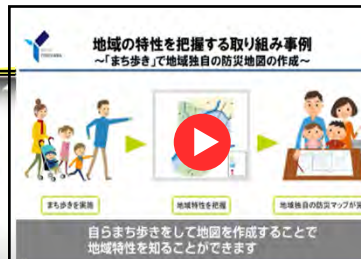 地域の特性を把握する取り組み事例
～「まち歩き」で地域独自の防災地図の作成～
まち歩きを実施
地域特性を把握
地域独自の防災マップが
自らまち歩きをして地図を作成することで
地域特性を知ることができます